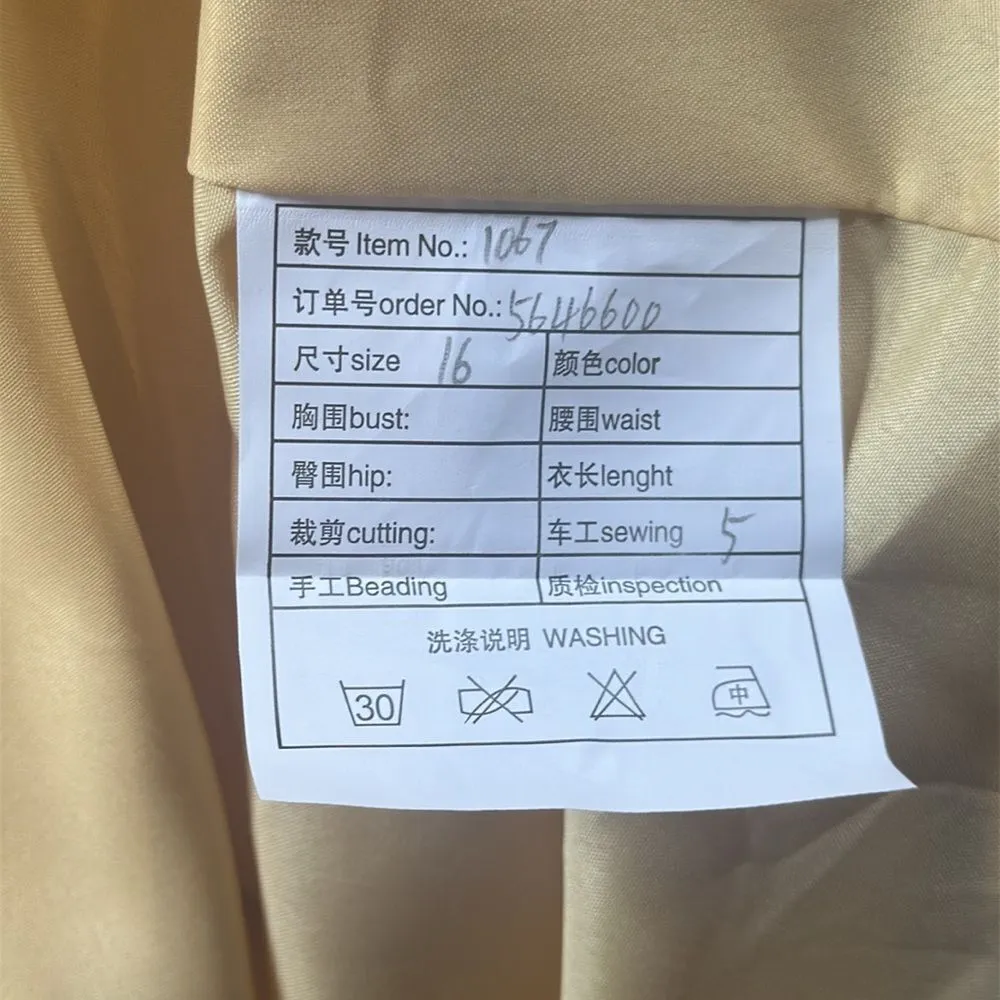 款号 Item No.: 1067
订单号order No.: 5646600
尺寸size 16 颜色color
胸围bust: 腰围waist
臀围hip: 衣长lenght
裁剪cutting: 车工sewing 5
手工Beading 质检inspection
洗涤说明 WASHING
30 中